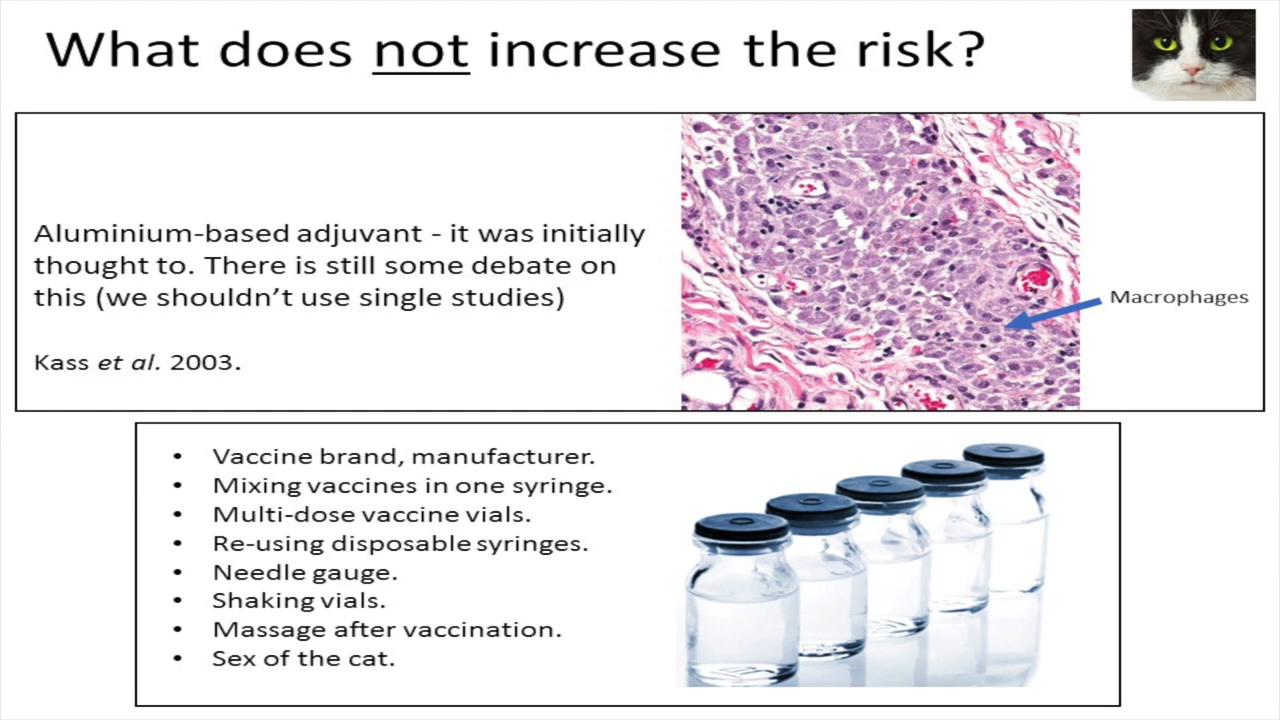 What does not increase the risk?
Aluminium-based adjuvant - it was initially
thought to. There is still some debate on
this (we shouldn't use single studies)
Kass et al. 2003.
Macrophages
• Vaccine brand, manufacturer.
• Mixing vaccines in one syringe.
• Multi-dose vaccine vials.
• Re-using disposable syringes.
• Needle gauge.
• Shaking vials.
• Massage after vaccination.
• Sex of the cat.